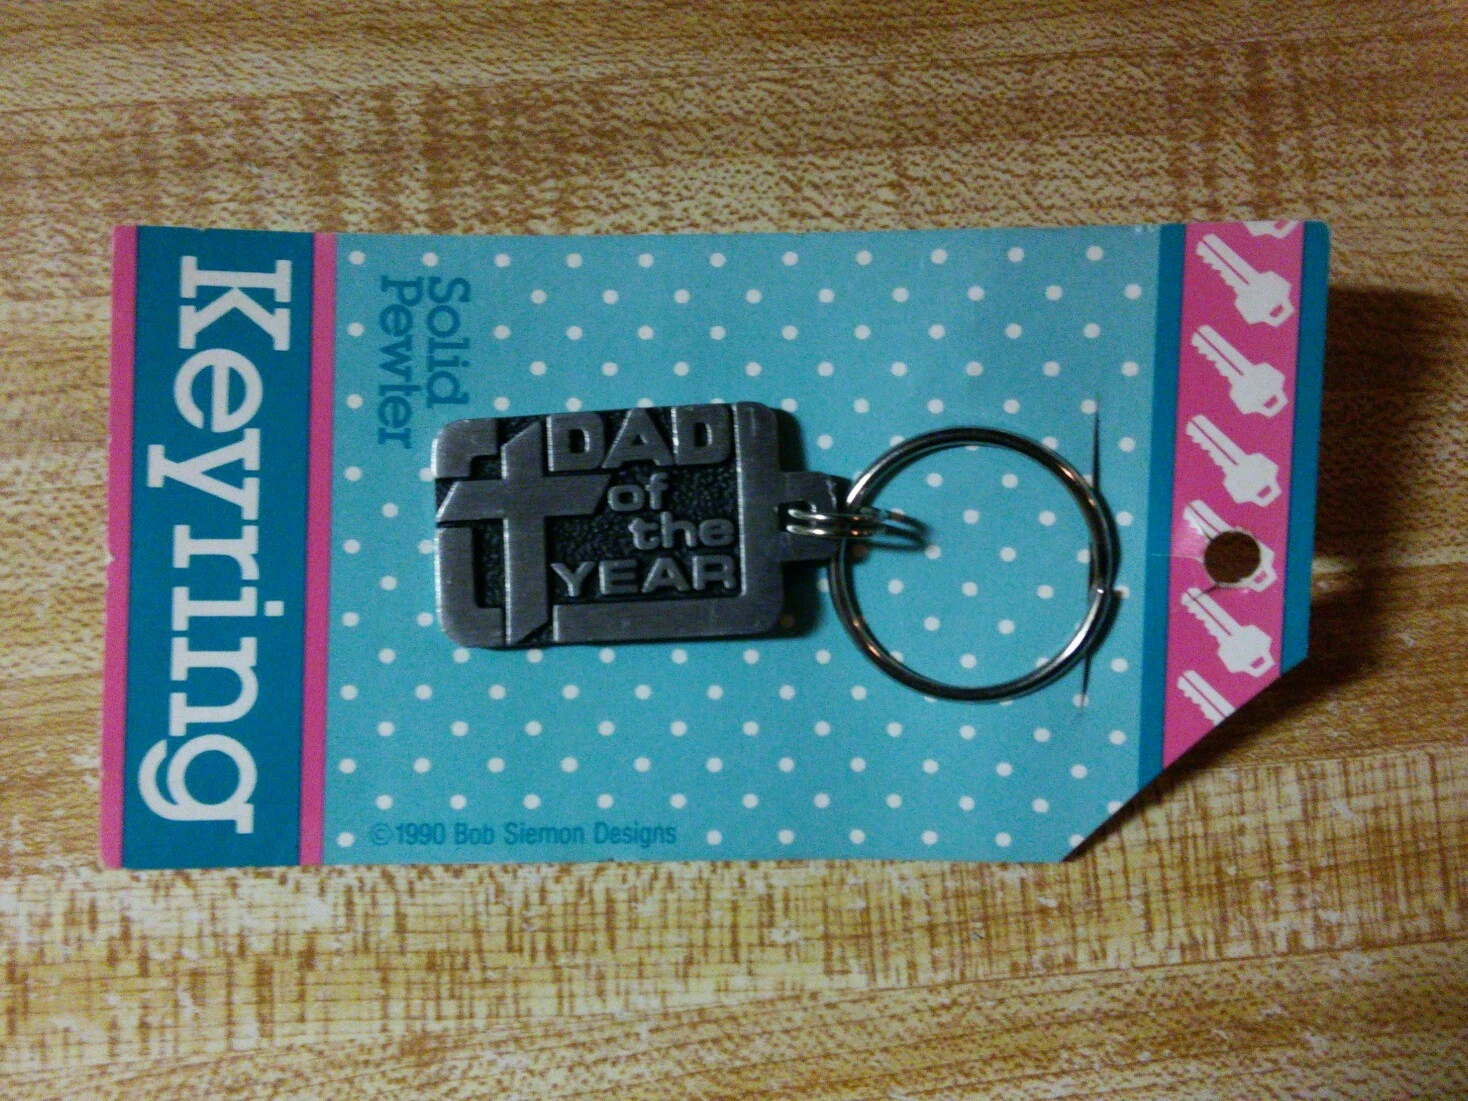 Keyring
Solid
Pewter
DAD
of
the
YEAR
©1990 Bob Siemon Designs